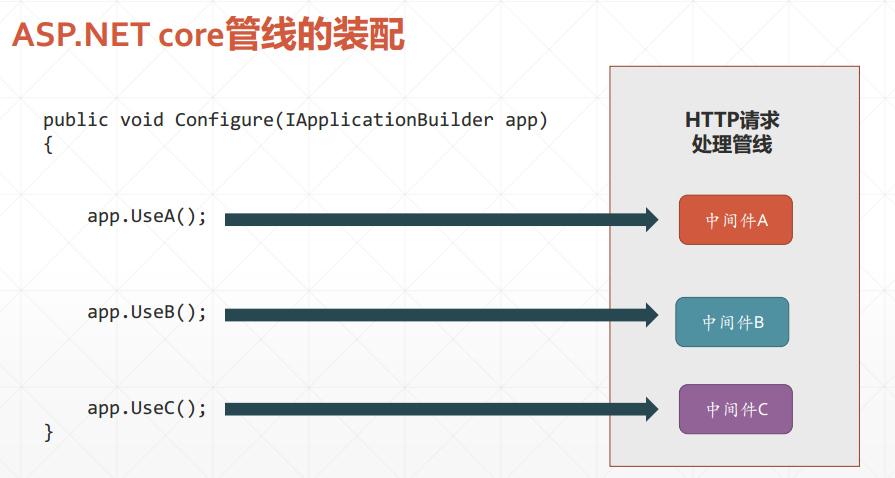 ASP.NET core管线的装配
public void Configure(IApplicationBuilder app)
{
HTTP请求
处理管线
app.UseA();
中间件A
app.UseB();
中间件B
app.UseC();
中间件C
}